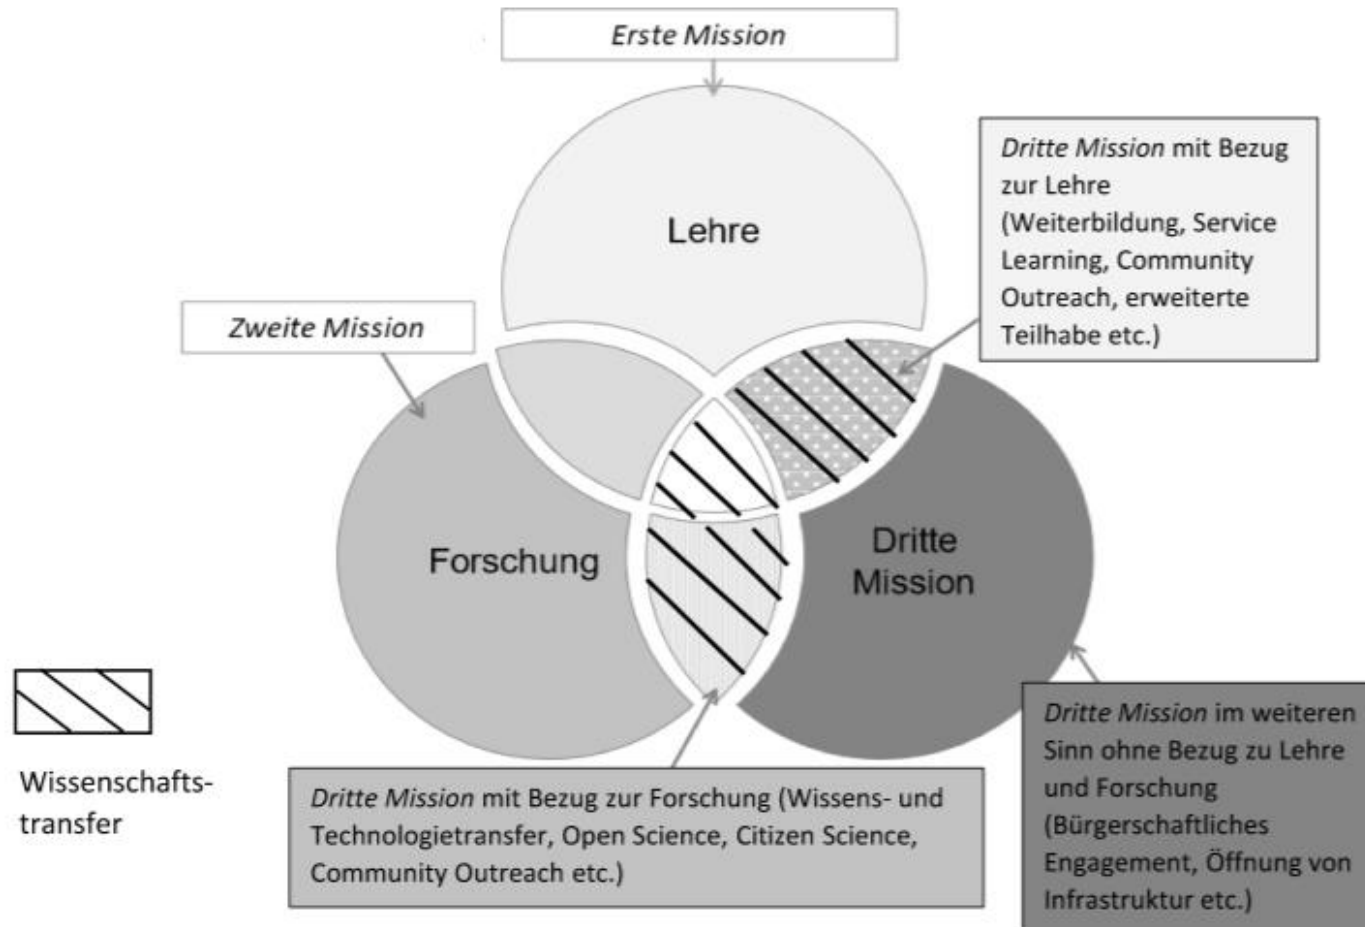 Erste Mission
Dritte Mission mit Bezug
zur Lehre
(Weiterbildung, Service
Learning, Community
Outreach, erweiterte
Teilhabe etc.)
Lehre
Zweite Mission
Forschung
Dritte
Mission
Wissenschafts-
transfer
Dritte Mission mit Bezug zur Forschung (Wissens- und
Technologietransfer, Open Science, Citizen Science,
Community Outreach etc.)
Dritte Mission im weiteren
Sinn ohne Bezug zu Lehre
und Forschung
(Bürgerschaftliches
Engagement, Öffnung von
Infrastruktur etc.)